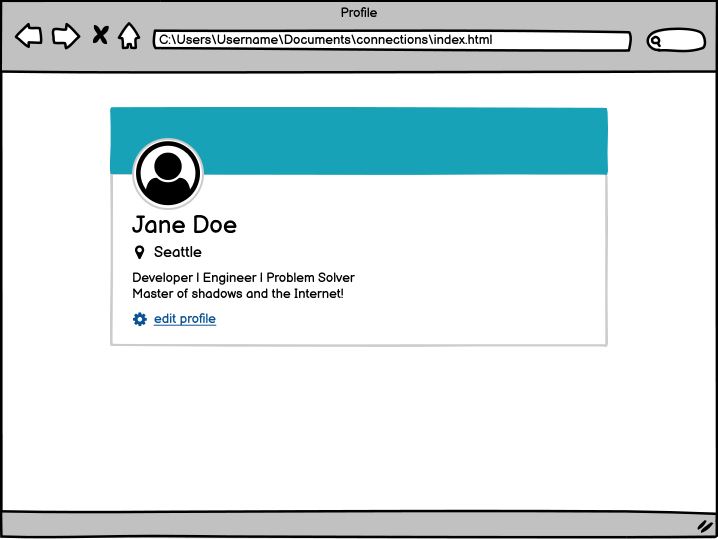 Profile
C:\Users\Username\Documents\connections\index.html
Jane Doe
Seattle
Developer | Engineer | Problem Solver
Master of shadows and the Internet!
edit profile